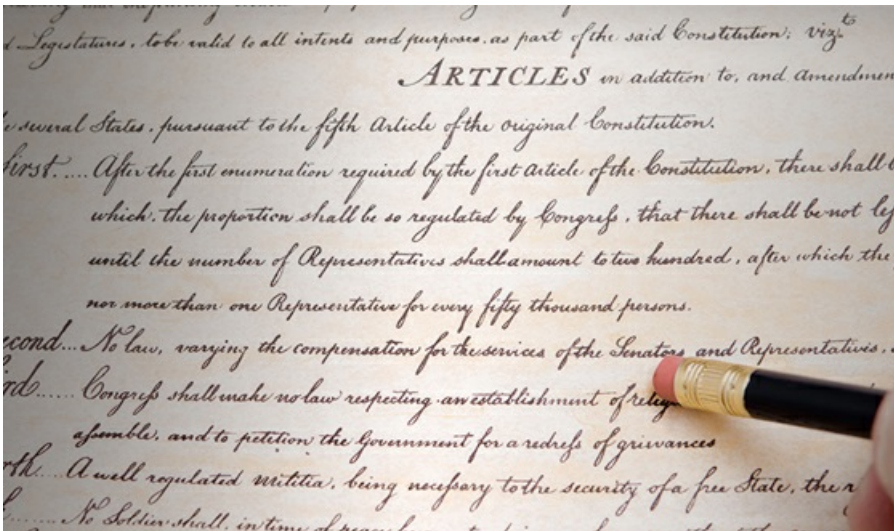 d Legislatures, to be valid to all intents and purposes, as part of the said Constitution; vizt
ARTICLES in addition to, and amendmen
e several States, pursuant to the fifth Article of the original Constitution.
first..... After the first enumeration required by the first Article of the Constitution, there shall b
which, the proportion shall be so regulated by Congreſs, that there shall be not leſ
until the number of Representatives shall amount to two hundred, after which the
nor more than one Representative for every fifty thousand persons.
econd... No law, varying the compensation for the services of the Senators and Representatives,
ird...... Congreſs shall make no law respecting an establishment of relig
aſsemble, and to petition the Government for a redreſs of grievances
rth.... A well regulated militia, being neceſsary to the security of a free State, the r
No Soldier shall, in time of peace